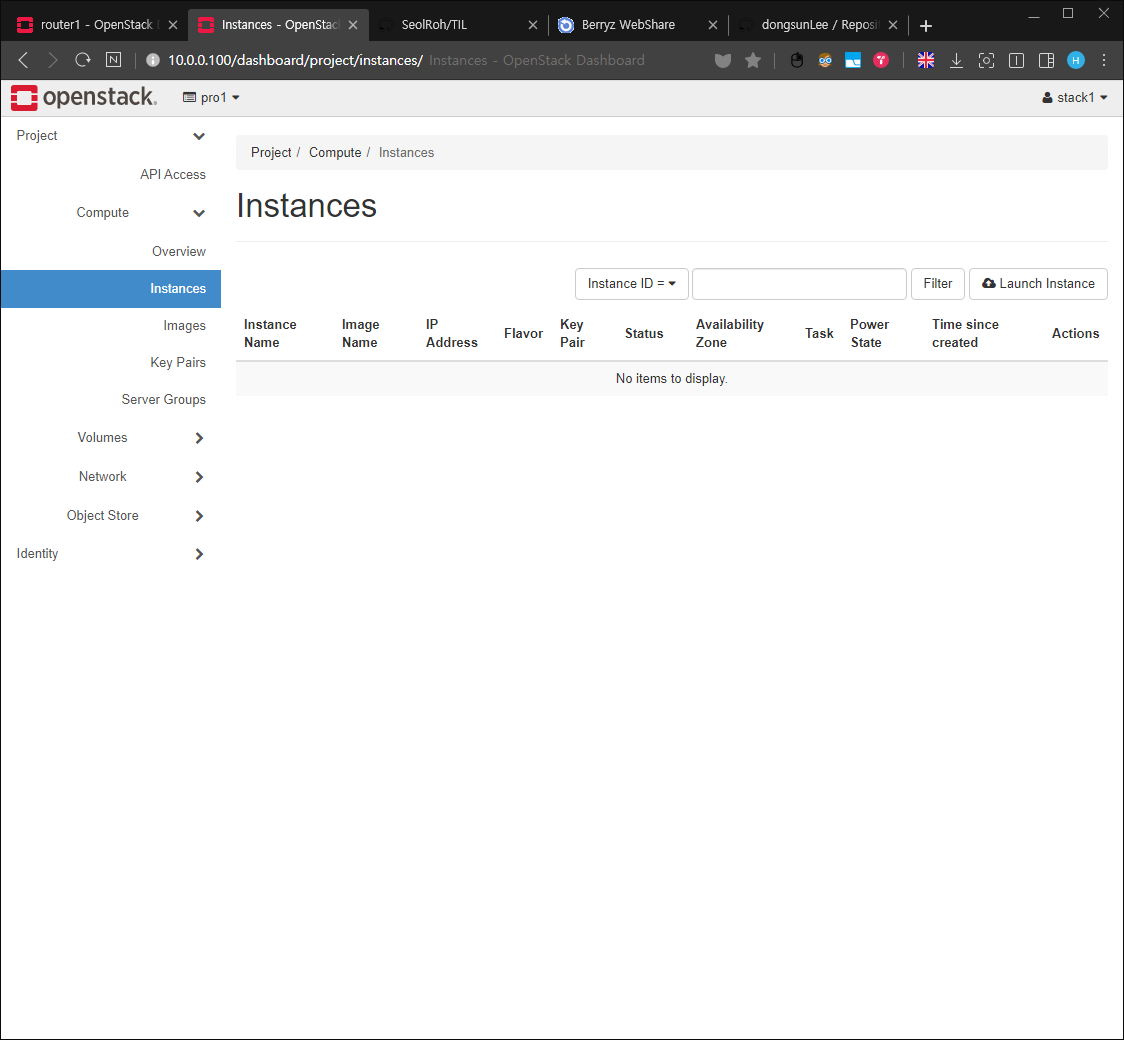 router1 - OpenStack
Instances - OpenStac
SeolRoh/TIL
Berryz WebShare
dongsunLee / Reposi
10.0.0.100/dashboard/project/instances/ Instances - OpenStack Dashboard
openstack.
pro1
stack1
Project
API Access
Compute
Overview
Instances
Images
Key Pairs
Server Groups
Volumes
Network
Object Store
Identity
Project / Compute / Instances
Instances
Instance ID =
Filter
Launch Instance
Instance Name
Image Name
IP Address
Flavor
Key Pair
Status
Availability Zone
Task
Power State
Time since created
Actions
No items to display.